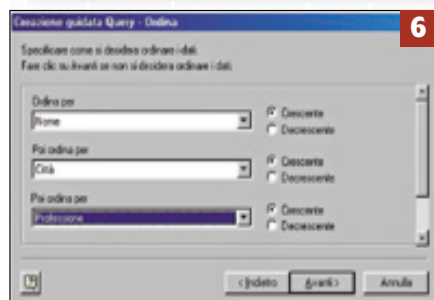 Creazione guidata Query - Ordina
6
Specificare come si desidera ordinare i dati.
Fare clic su Avanti se non si desidera ordinare i dati.
Ordina per
Nome
Crescente
Decrescente
Poi ordina per
Città
Crescente
Decrescente
Poi ordina per
Professione
Crescente
Decrescente
?
< Indietro
Avanti >
Annulla